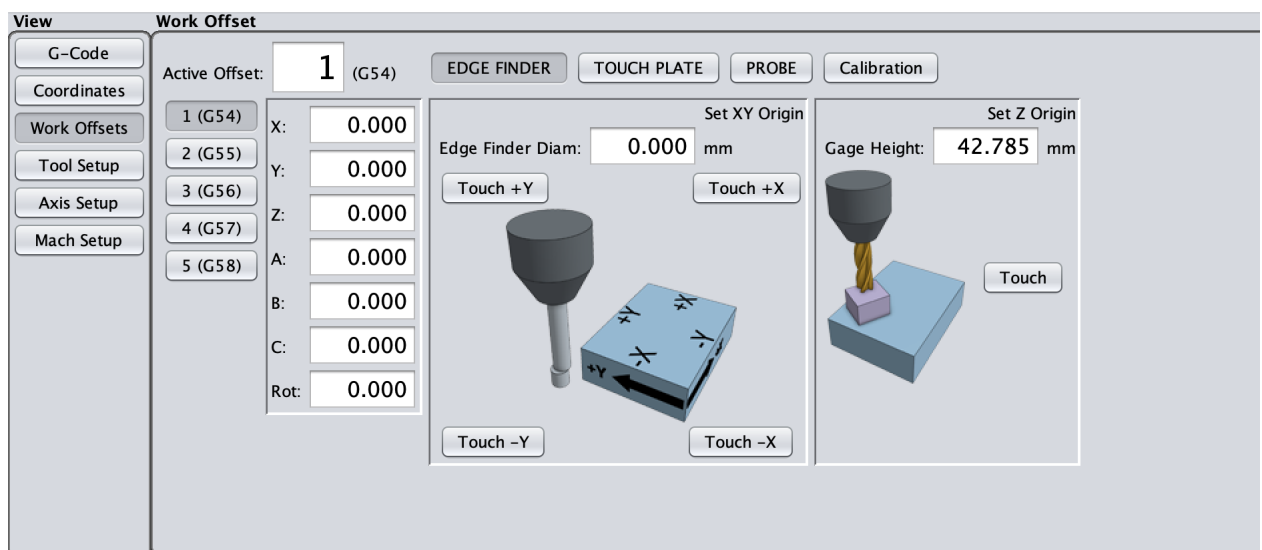 View
Work Offset
G-Code
Coordinates
Work Offsets
Tool Setup
Axis Setup
Mach Setup
Active Offset: 1 (G54)
EDGE FINDER TOUCH PLATE PROBE Calibration
1 (G54)
2 (G55)
3 (G56)
4 (G57)
5 (G58)
X: 0.000
Y: 0.000
Z: 0.000
A: 0.000
B: 0.000
C: 0.000
Rot: 0.000
Set XY Origin
Edge Finder Diam: 0.000 mm
Touch +Y Touch +X
+Y +X
-X -Y
+Y
Touch -Y Touch -X
Set Z Origin
Gage Height: 42.785 mm
Touch